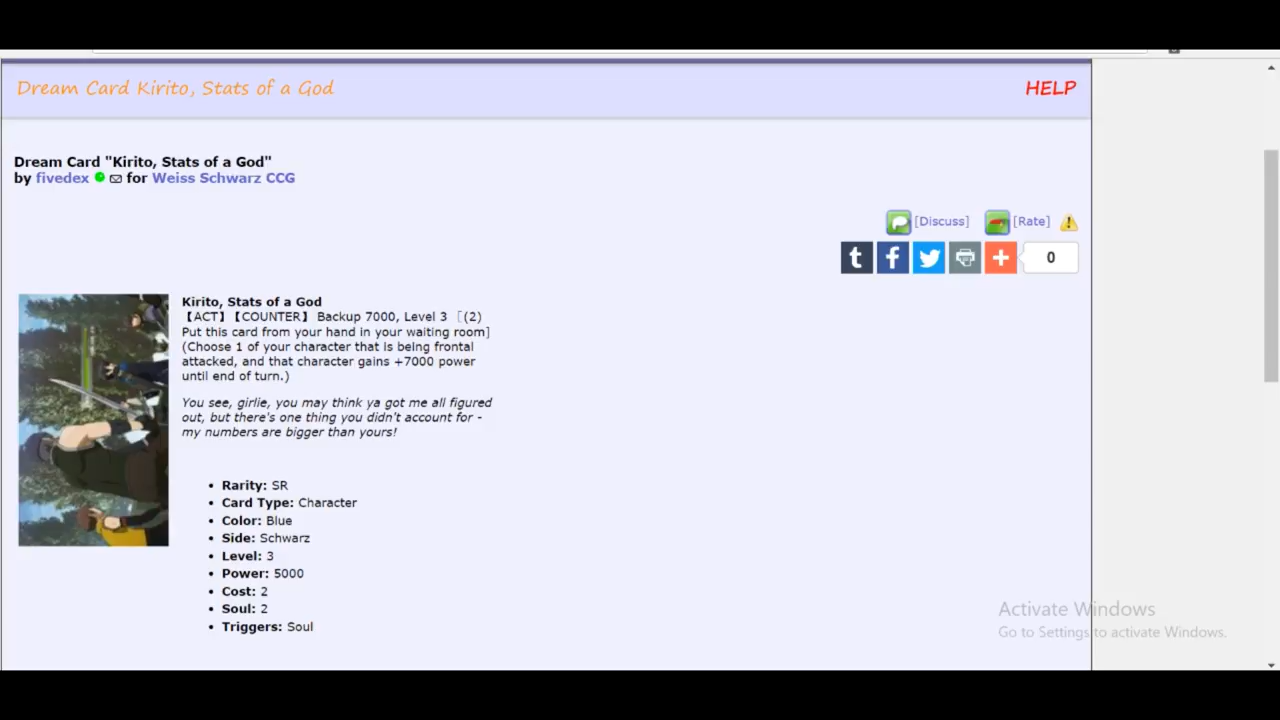 Dream Card Kirito, Stats of a God
HELP
Dream Card "Kirito, Stats of a God"
by fivedex for Weiss Schwarz CCG
[Discuss] [Rate]
t f 0
Kirito, Stats of a God
【ACT】【COUNTER】 Backup 7000, Level 3 ［(2)
Put this card from your hand in your waiting room]
(Choose 1 of your character that is being frontal
attacked, and that character gains +7000 power
until end of turn.)
You see, girlie, you may think ya got me all figured
out, but there's one thing you didn't account for -
my numbers are bigger than yours!
• Rarity: SR
• Card Type: Character
• Color: Blue
• Side: Schwarz
• Level: 3
• Power: 5000
• Cost: 2
• Soul: 2
• Triggers: Soul
Activate Windows
Go to Settings to activate Windows.